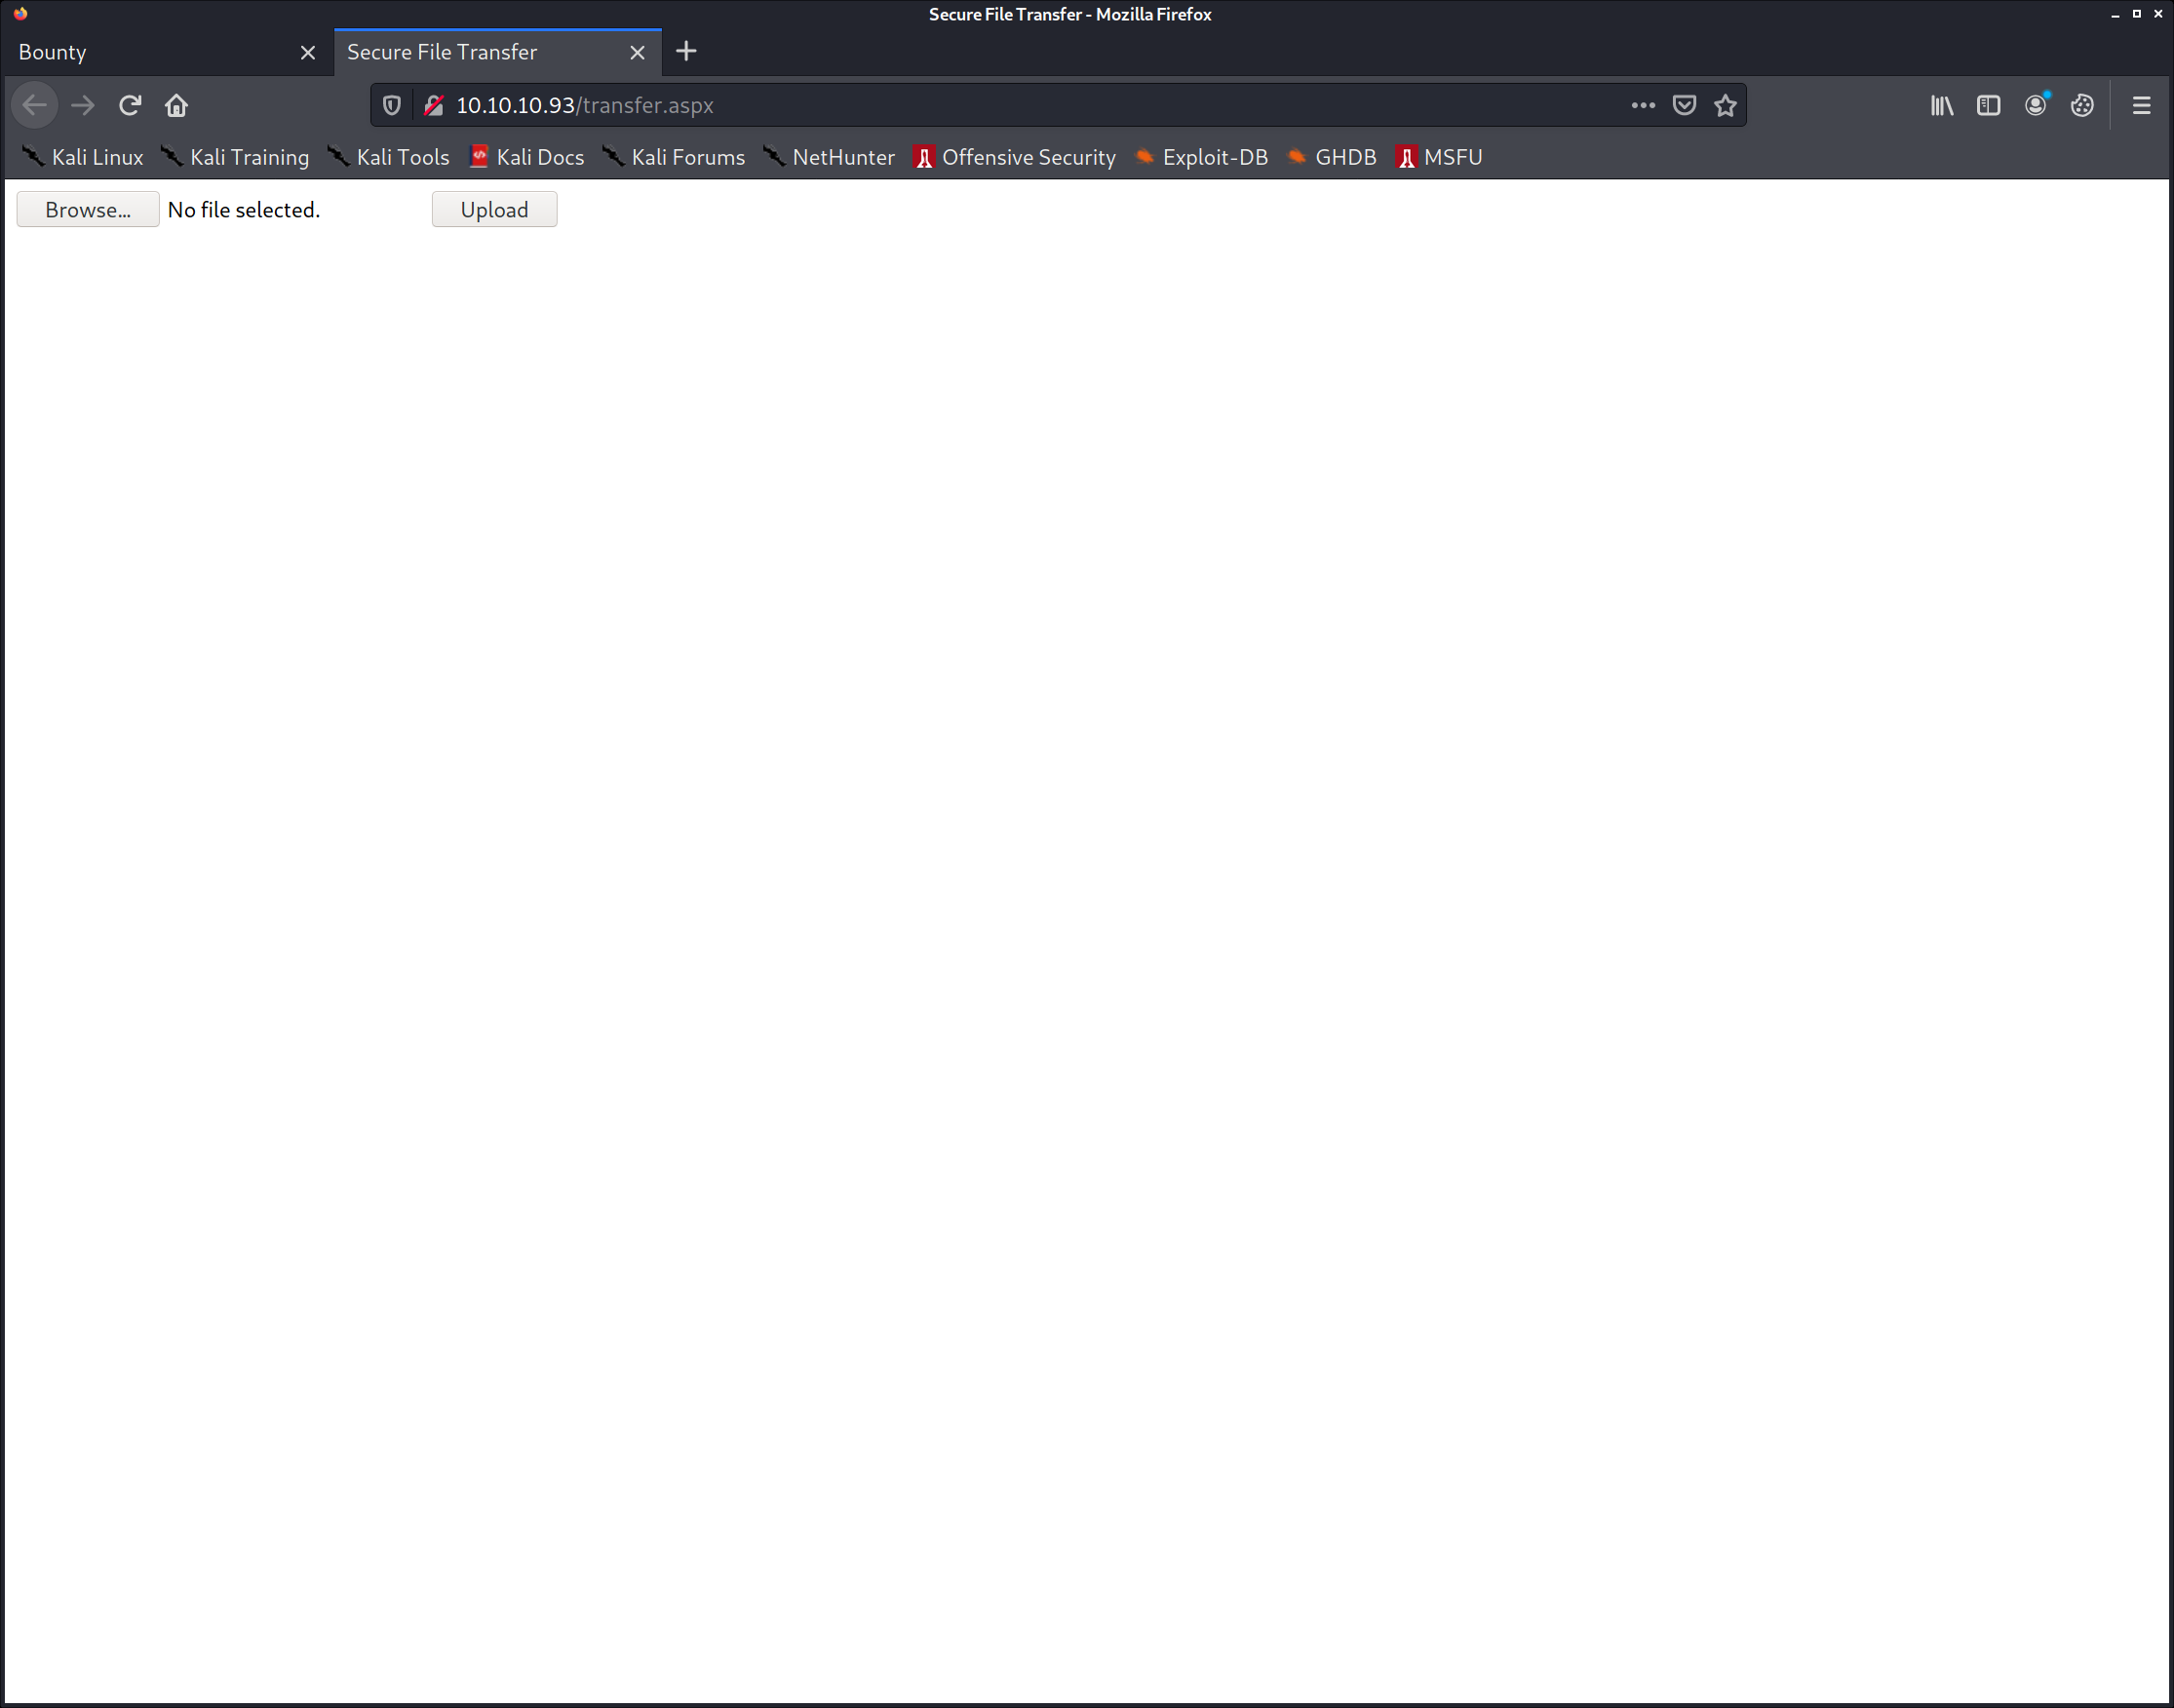 Secure File Transfer - Mozilla Firefox
Bounty Secure File Transfer
10.10.10.93/transfer.aspx
Kali Linux Kali Training Kali Tools Kali Docs Kali Forums NetHunter Offensive Security Exploit-DB GHDB MSFU
Browse... No file selected. Upload